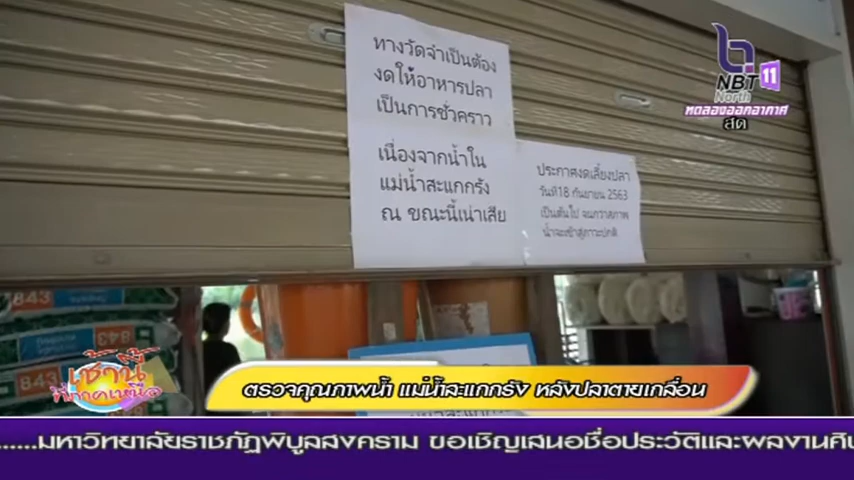 ทางวัดจำเป็นต้อง
งดให้อาหารปลา
เป็นการชั่วคราว
เนื่องจากน้ำใน
แม่น้ำสะแกกรัง
ณ ขณะนี้เน่าเสีย
ประกาศงดเลี้ยงปลา
วันที่18 กันยายน 2563
เป็นต้นไป จนกว่าสภาพ
น้ำจะเข้าสู่ภาวะปกติ
NBT 11
North
ทดลองออกอากาศ
สด
843
843
843
เช้านี้
ที่ภาคเหนือ
ตรวจคุณภาพน้ำ แม่น้ำสะแกกรัง หลังปลาตายเกลื่อน
......มหาวิทยาลัยราชภัฏพิบูลสงคราม ขอเชิญเสนอชื่อประวัติและผลงานศิ